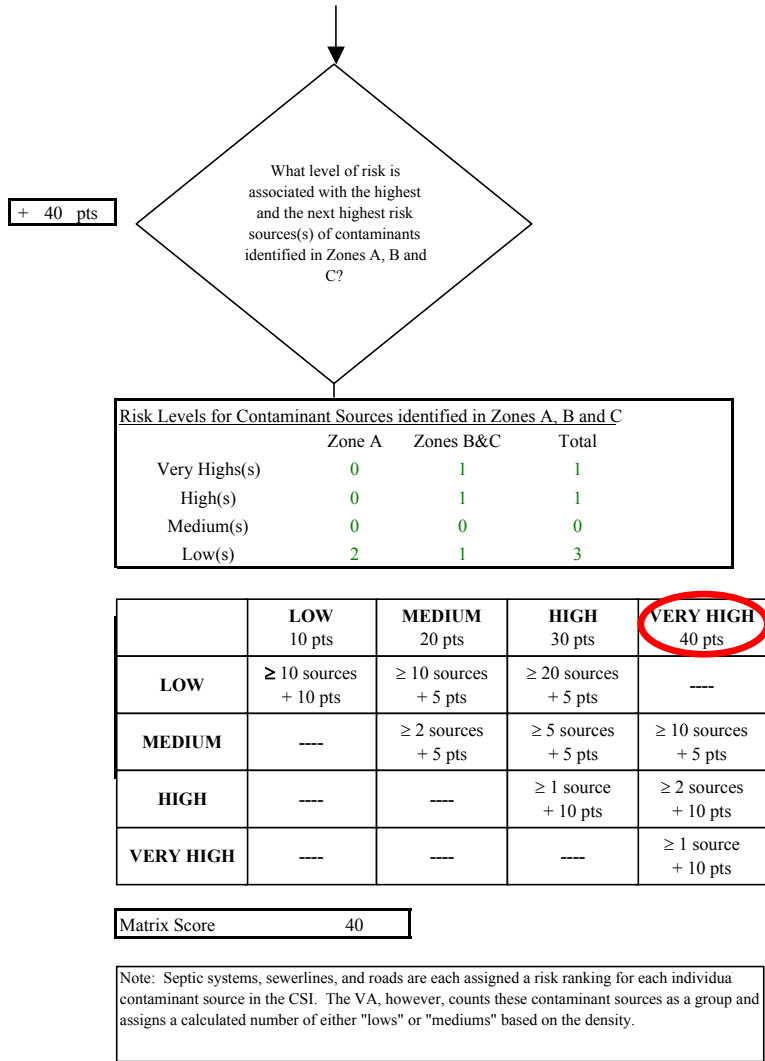 What level of risk is
associated with the highest
and the next highest risk
sources(s) of contaminants
identified in Zones A, B and
C?
+ 40 pts
Risk Levels for Contaminant Sources identified in Zones A, B and C
Zone A Zones B&C Total
Very Highs(s) 0 1 1
High(s) 0 1 1
Medium(s) 0 0 0
Low(s) 2 1 3
LOW MEDIUM HIGH VERY HIGH
10 pts 20 pts 30 pts 40 pts
LOW ≥ 10 sources ≥ 10 sources ≥ 20 sources ----
+ 10 pts + 5 pts + 5 pts
MEDIUM ---- ≥ 2 sources ≥ 5 sources ≥ 10 sources
+ 5 pts + 5 pts + 5 pts
HIGH ---- ---- ≥ 1 source ≥ 2 sources
+ 10 pts + 10 pts
VERY HIGH ---- ---- ---- ≥ 1 source
+ 10 pts
Matrix Score 40
Note: Septic systems, sewerlines, and roads are each assigned a risk ranking for each individua
contaminant source in the CSI. The VA, however, counts these contaminant sources as a group and
assigns a calculated number of either "lows" or "mediums" based on the density.